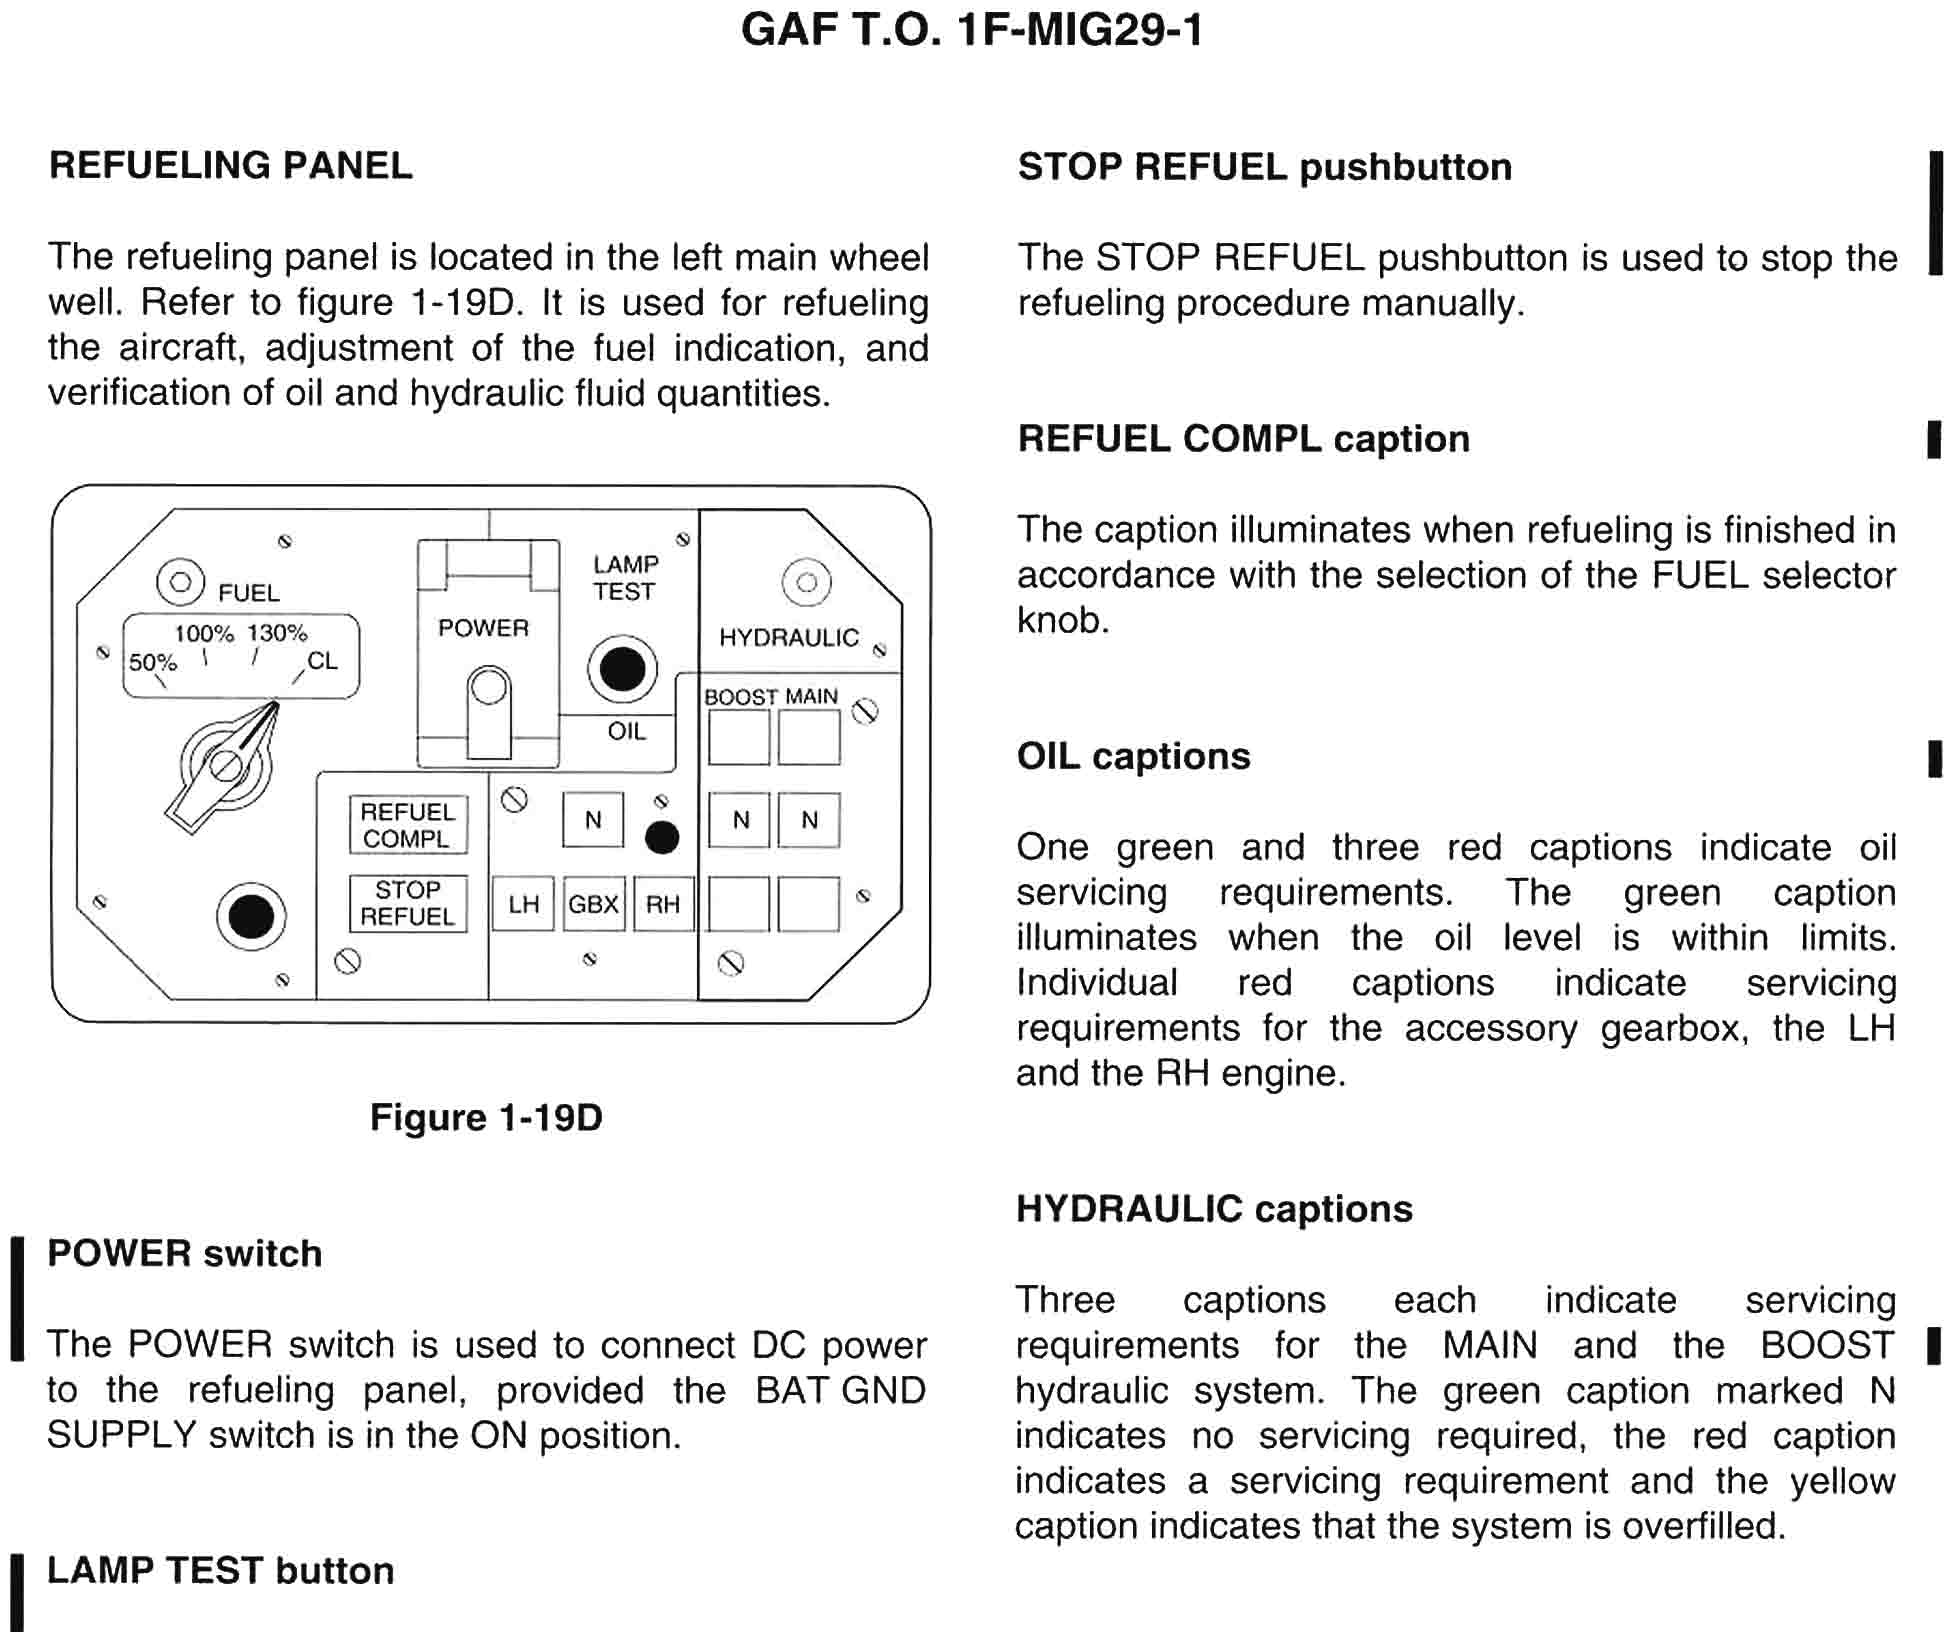 GAF T.O. 1F-MIG29-1
REFUELING PANEL
The refueling panel is located in the left main wheel
well. Refer to figure 1-19D. It is used for refueling
the aircraft, adjustment of the fuel indication, and
verification of oil and hydraulic fluid quantities.
FUEL
50%
100%
130%
CL
POWER
LAMP
TEST
OIL
HYDRAULIC
BOOST MAIN
REFUEL
COMPL
N
N
N
STOP
REFUEL
LH
GBX
RH
Figure 1-19D
POWER switch
The POWER switch is used to connect DC power
to the refueling panel, provided the BAT GND
SUPPLY switch is in the ON position.
LAMP TEST button
STOP REFUEL pushbutton
The STOP REFUEL pushbutton is used to stop the
refueling procedure manually.
REFUEL COMPL caption
The caption illuminates when refueling is finished in
accordance with the selection of the FUEL selector
knob.
OIL captions
One green and three red captions indicate oil
servicing requirements. The green caption
illuminates when the oil level is within limits.
Individual red captions indicate servicing
requirements for the accessory gearbox, the LH
and the RH engine.
HYDRAULIC captions
Three captions each indicate servicing
requirements for the MAIN and the BOOST
hydraulic system. The green caption marked N
indicates no servicing required, the red caption
indicates a servicing requirement and the yellow
caption indicates that the system is overfilled.